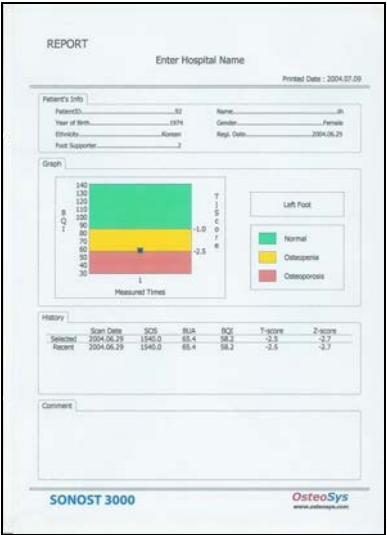 REPORT
Enter Hospital Name
Printed Date : 2004.07.09
Patient's Info
PatientID 92 Name jh
Year of Birth 1974 Gender Female
Ethnicity Korean Regi. Date 2004.06.29
Foot Supporter 2
Graph
BQI
140
130
120
110
100
90
80
70
60
50
40
30
T-Score
-1.0
-2.5
1
Measured Times
Left Foot
Normal
Osteopenia
Osteoporosis
History
Scan Date SOS BUA BQI T-score Z-score
Selected 2004.06.29 1540.0 65.4 58.2 -2.5 -2.7
Recent 2004.06.29 1540.0 65.4 58.2 -2.5 -2.7
Comment
SONOST 3000
OsteoSys
www.osteosys.com